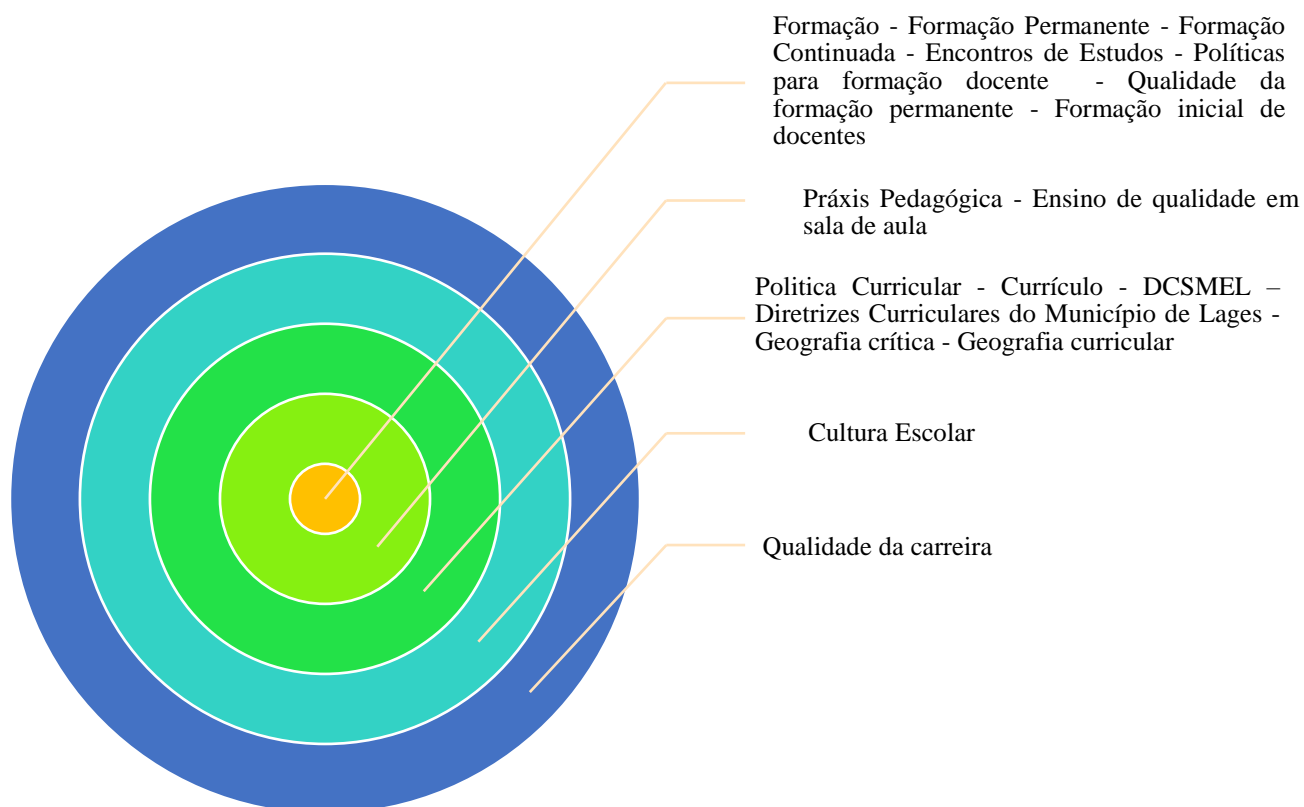 Formação - Formação Permanente - Formação
Continuada - Encontros de Estudos - Políticas
para formação docente - Qualidade da
formação permanente - Formação inicial de
docentes
Práxis Pedagógica - Ensino de qualidade em
sala de aula
Politica Curricular - Currículo - DCSMEL –
Diretrizes Curriculares do Município de Lages -
Geografia crítica - Geografia curricular
Cultura Escolar
Qualidade da carreira